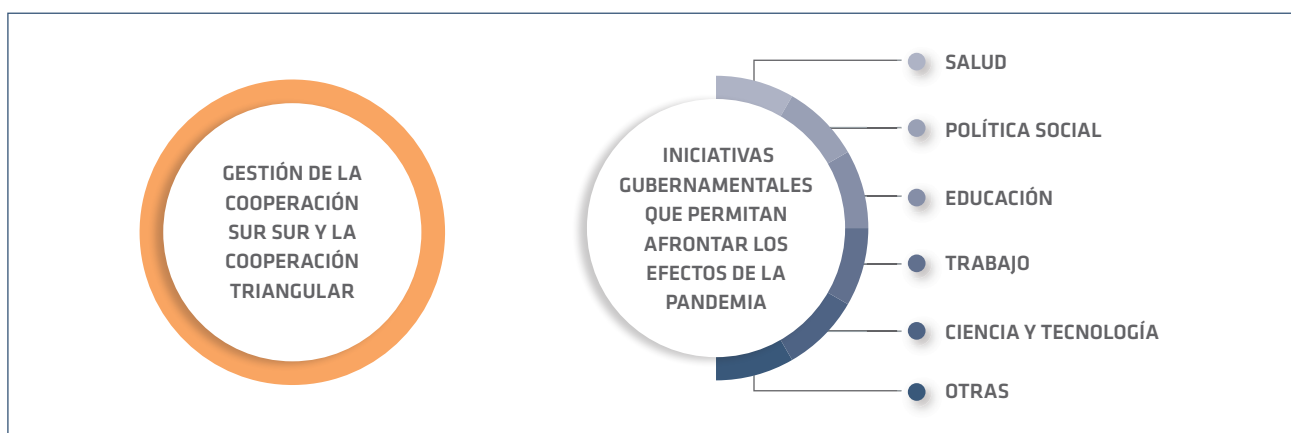 GESTIÓN DE LA
COOPERACIÓN
SUR SUR Y LA
COOPERACIÓN
TRIANGULAR
INICIATIVAS
GUBERNAMENTALES
QUE PERMITAN
AFRONTAR LOS
EFECTOS DE LA
PANDEMIA
SALUD
POLÍTICA SOCIAL
EDUCACIÓN
TRABAJO
CIENCIA Y TECNOLOGÍA
OTRAS